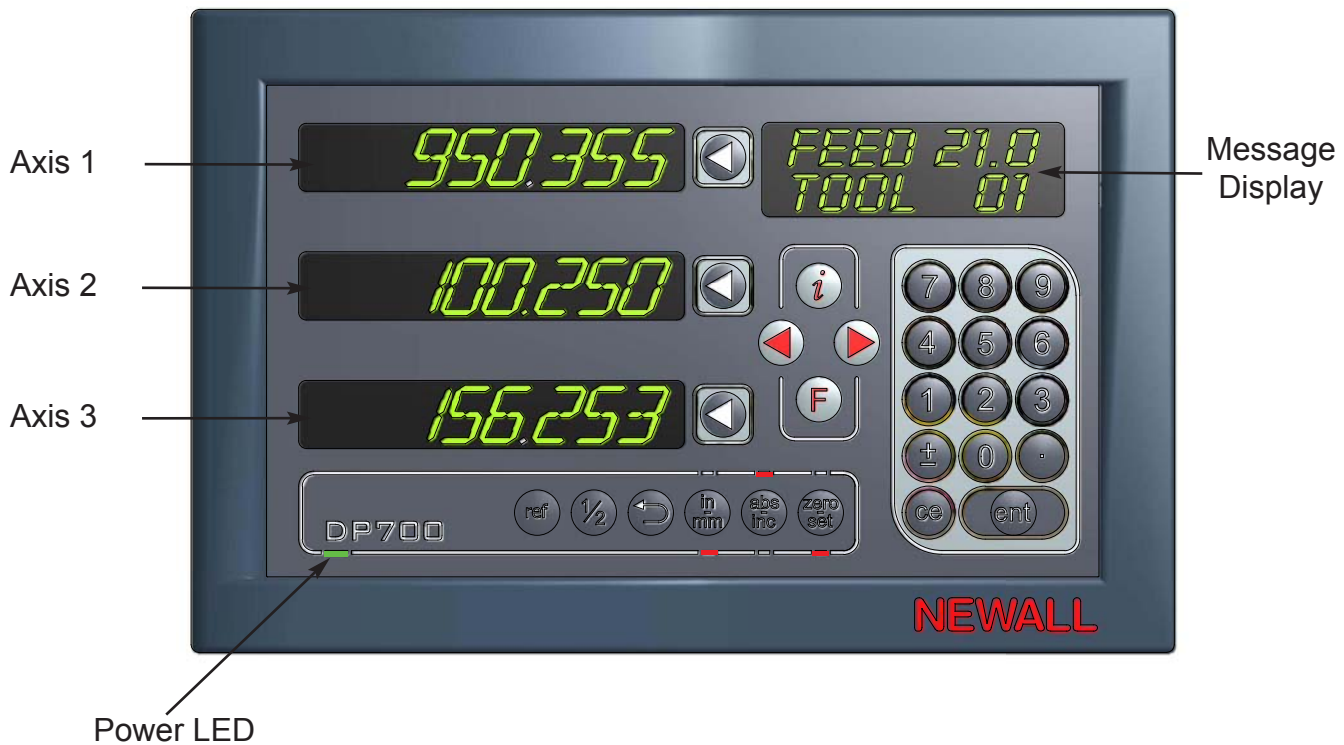 Axis 1
950.355
FEED 21.0
TOOL 01
Message
Display
Axis 2
100.250
i
7 8 9
4 5 6
Axis 3
156.253
F
1 2 3
± 0 .
ref 1/2 in mm abs inc zero set
ce ent
DP700
NEWALL
Power LED